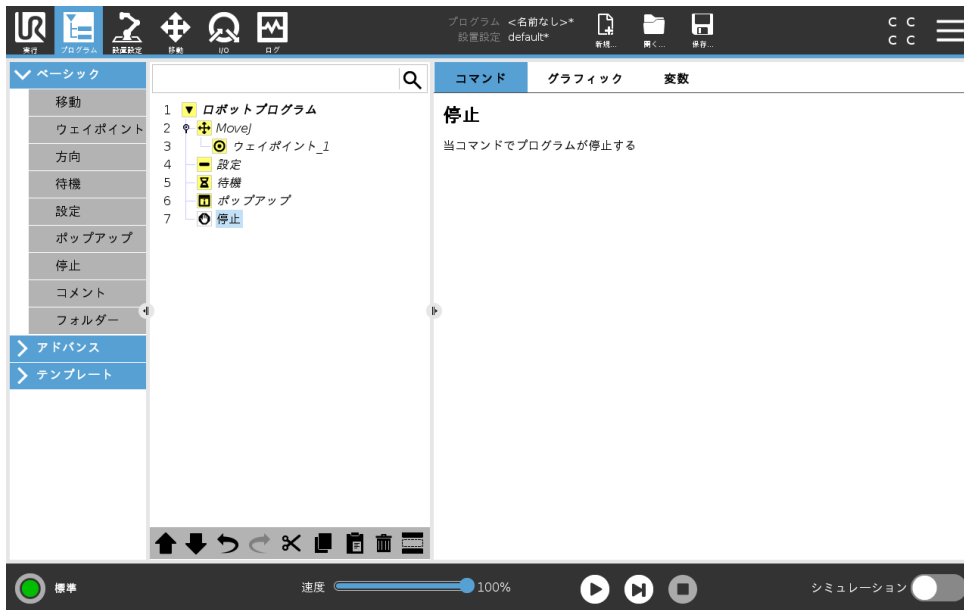 UR
実行
プログラム
設置設定
移動
I/O
ログ
プログラム <名前なし>*
設置設定 default*
新規...
開く...
保存...
C C
C C
ベーシック
移動
ウェイポイント
方向
待機
設定
ポップアップ
停止
コメント
フォルダー
アドバンス
テンプレート
1 ロボットプログラム
2 MoveJ
3 ウェイポイント_1
4 設定
5 待機
6 ポップアップ
7 停止
コマンド グラフィック 変数
停止
当コマンドでプログラムが停止する
標準
速度 100%
シミュレーション